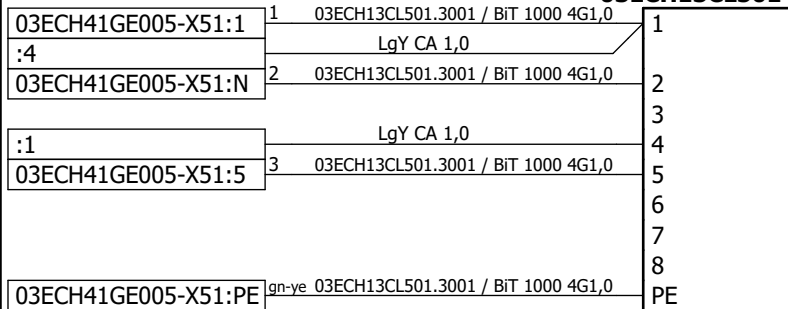 03ECH41GE005-X51:1 1 03ECH13CL501.3001 / BiT 1000 4G1,0 1
:4 LgY CA 1,0
03ECH41GE005-X51:N 2 03ECH13CL501.3001 / BiT 1000 4G1,0 2
3
:1 LgY CA 1,0 4
03ECH41GE005-X51:5 3 03ECH13CL501.3001 / BiT 1000 4G1,0 5
6
7
8
03ECH41GE005-X51:PE gn-ye 03ECH13CL501.3001 / BiT 1000 4G1,0 PE